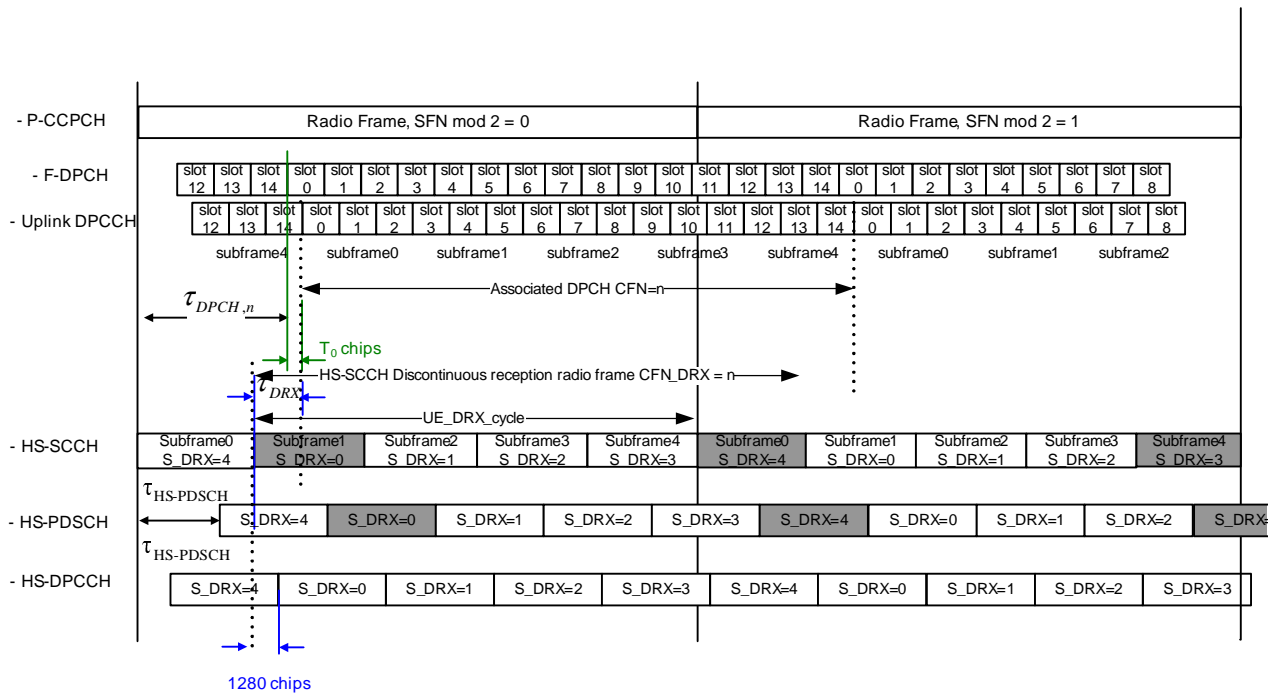 - P-CCPCH
Radio Frame, SFN mod 2 = 0
Radio Frame, SFN mod 2 = 1
- F-DPCH
slot slot slot slot slot slot slot slot slot slot slot slot slot slot slot slot slot slot slot slot slot slot slot slot slot slot slot
12 13 14 0 1 2 3 4 5 6 7 8 9 10 11 12 13 14 0 1 2 3 4 5 6 7 8
- Uplink DPCCH
slot slot slot slot slot slot slot slot slot slot slot slot slot slot slot slot slot slot slot slot slot slot slot slot slot slot slot
12 13 14 0 1 2 3 4 5 6 7 8 9 10 11 12 13 14 0 1 2 3 4 5 6 7 8
subframe4 subframe0 subframe1 subframe2 subframe3 subframe4 subframe0 subframe1 subframe2
Associated DPCH CFN=n
τ DPCH ,n
T0 chips
HS-SCCH Discontinuous reception radio frame CFN_DRX = n
τ DRX
UE_DRX_cycle
- HS-SCCH
Subframe0 Subframe1 Subframe2 Subframe3 Subframe4 Subframe0 Subframe1 Subframe2 Subframe3 Subframe4
S_DRX=4 S_DRX=0 S_DRX=1 S_DRX=2 S_DRX=3 S_DRX=4 S_DRX=0 S_DRX=1 S_DRX=2 S_DRX=3
τ HS-PDSCH
- HS-PDSCH
S_DRX=4 S_DRX=0 S_DRX=1 S_DRX=2 S_DRX=3 S_DRX=4 S_DRX=0 S_DRX=1 S_DRX=2 S_DRX=
τ HS-PDSCH
- HS-DPCCH
S_DRX=4 S_DRX=0 S_DRX=1 S_DRX=2 S_DRX=3 S_DRX=4 S_DRX=0 S_DRX=1 S_DRX=2 S_DRX=3
1280 chips